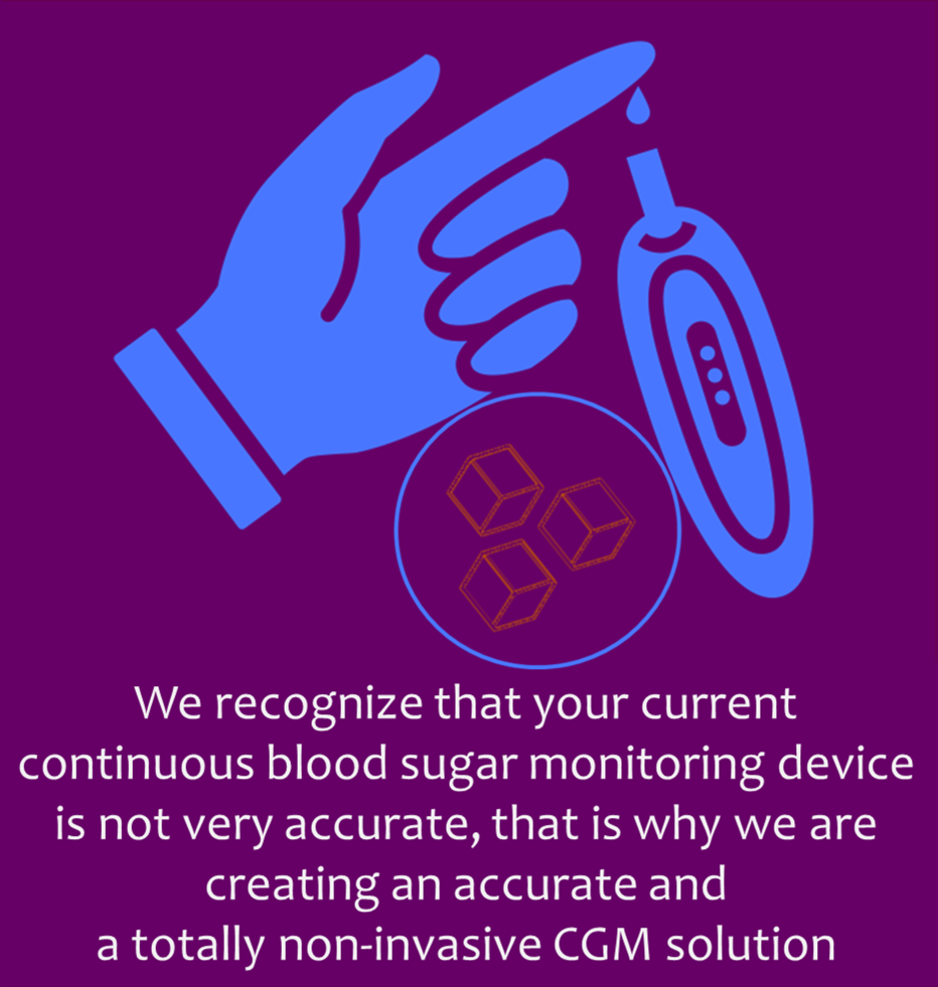 We recognize that your current
continuous blood sugar monitoring device
is not very accurate, that is why we are
creating an accurate and
a totally non-invasive CGM solution